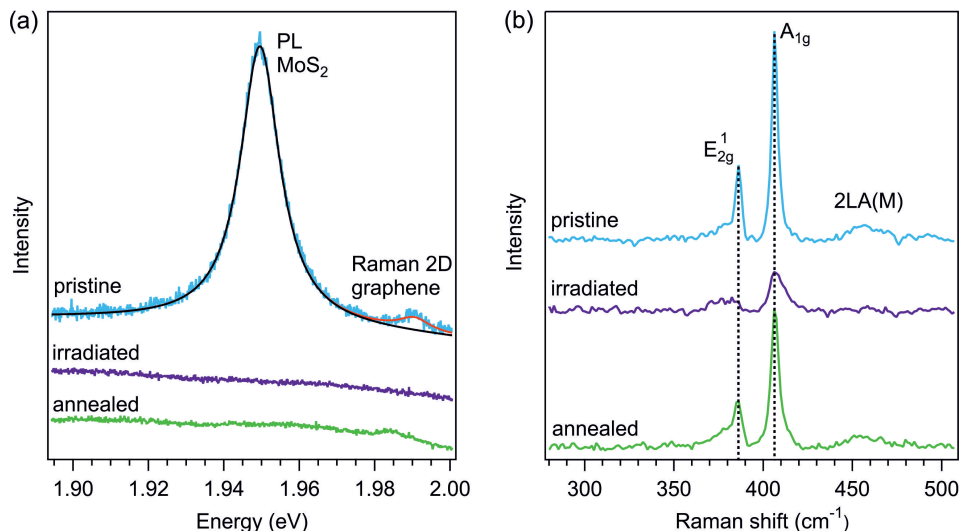 (a)
PL
MoS₂
Raman 2D
graphene
pristine
irradiated
annealed
Intensity
1.90 1.92 1.94 1.96 1.98 2.00
Energy (eV)
(b)
A₁g
E₂g¹
2LA(M)
pristine
irradiated
annealed
Intensity
300 350 400 450 500
Raman shift (cm⁻¹)